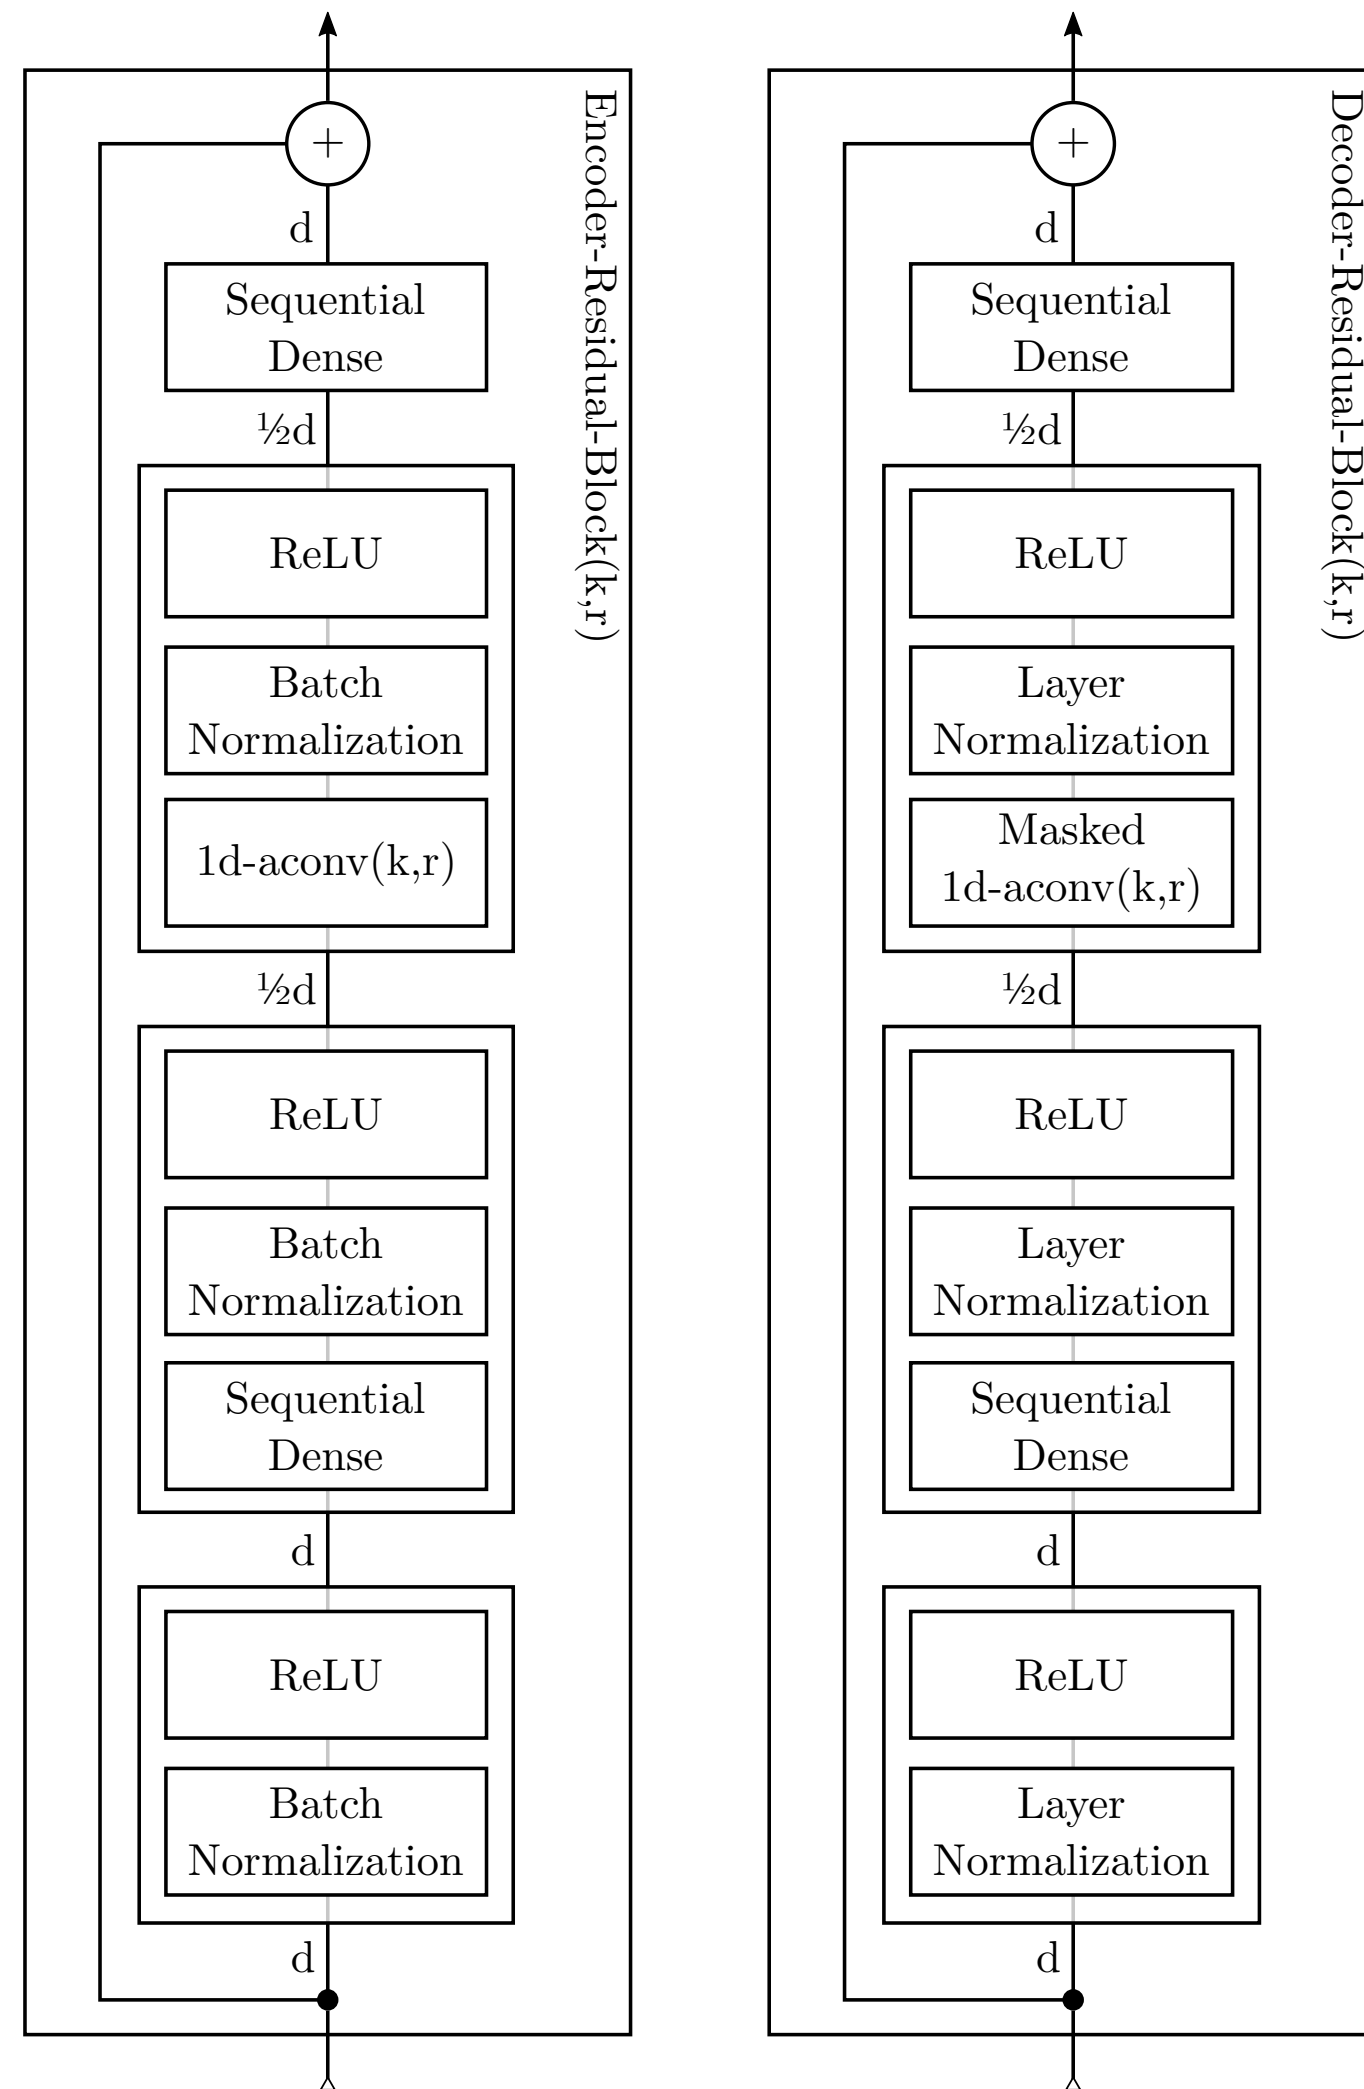 Encoder-Residual-Block(k,r)
+
d
Sequential
Dense
½d
ReLU
Batch
Normalization
1d-aconv(k,r)
½d
ReLU
Batch
Normalization
Sequential
Dense
d
ReLU
Batch
Normalization
d
Decoder-Residual-Block(k,r)
+
d
Sequential
Dense
½d
ReLU
Layer
Normalization
Masked
1d-aconv(k,r)
½d
ReLU
Layer
Normalization
Sequential
Dense
d
ReLU
Layer
Normalization
d